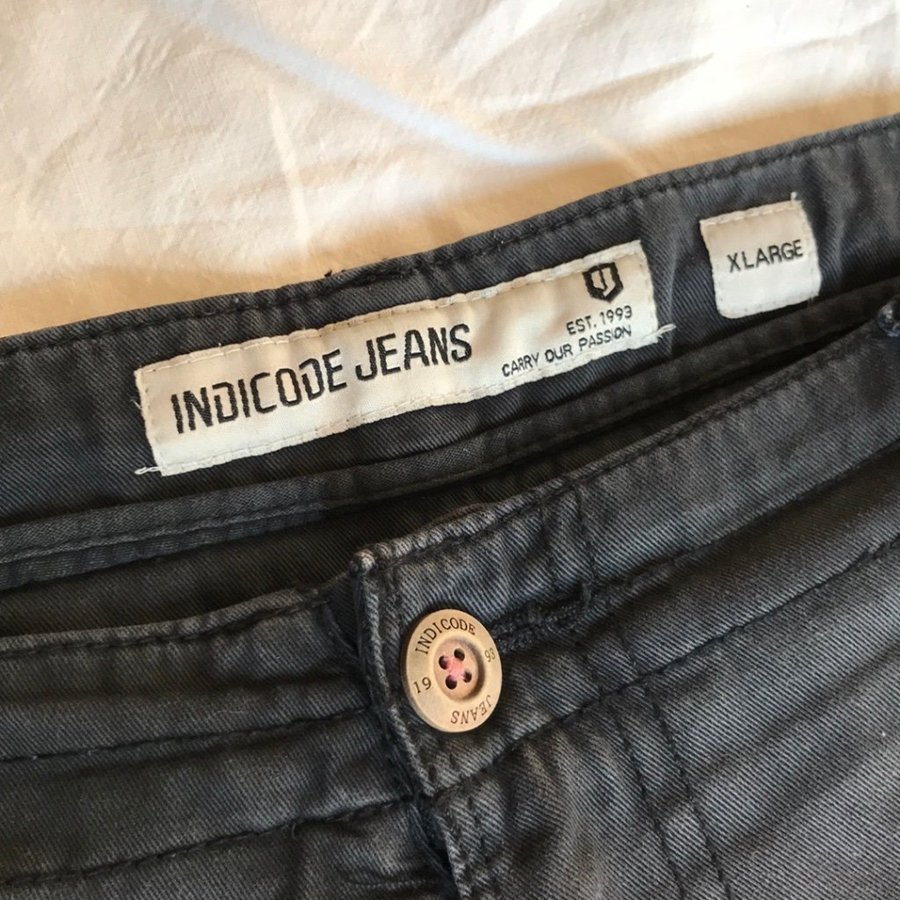 INDICODE JEANS
EST. 1993
CARRY OUR PASSION
XLARGE
INDICODE
19 93
JEANS